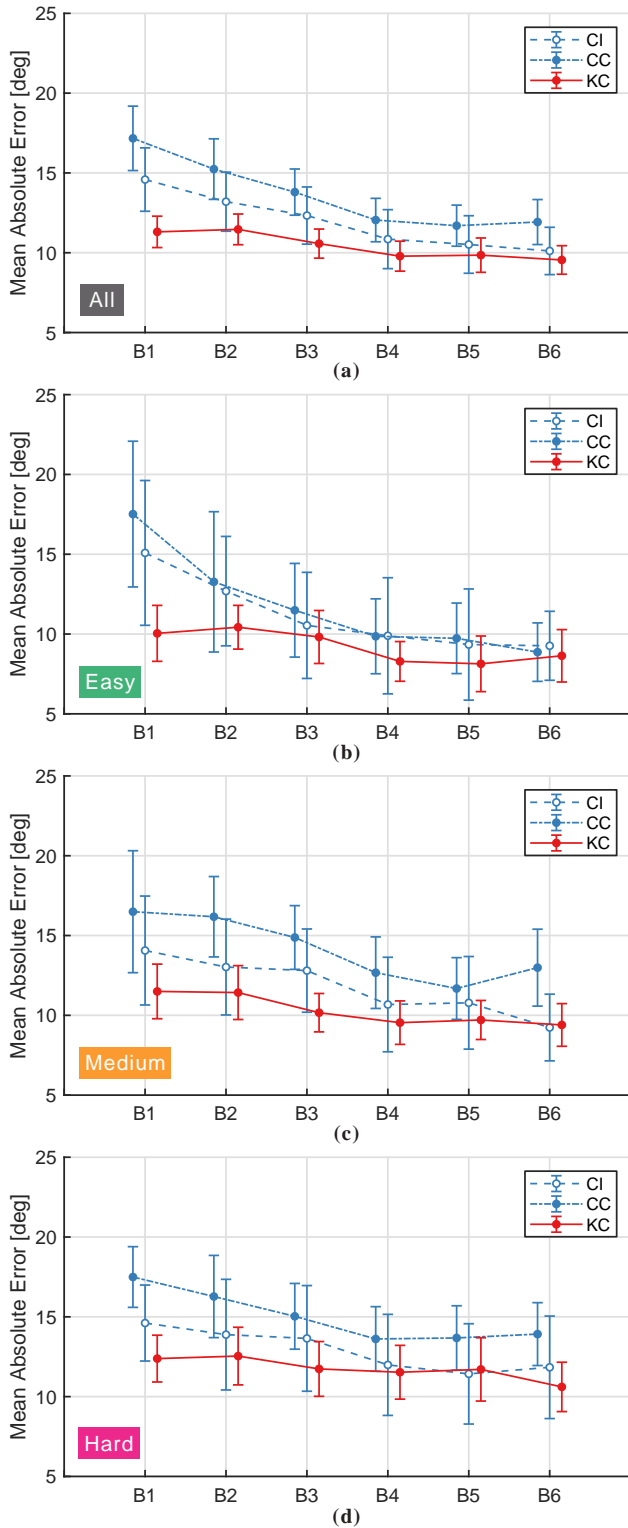 25
20
15
10
5
Mean Absolute Error [deg]
CI
CC
KC
All
B1 B2 B3 B4 B5 B6
(a)
25
20
15
10
5
Mean Absolute Error [deg]
CI
CC
KC
Easy
B1 B2 B3 B4 B5 B6
(b)
25
20
15
10
5
Mean Absolute Error [deg]
CI
CC
KC
Medium
B1 B2 B3 B4 B5 B6
(c)
25
20
15
10
5
Mean Absolute Error [deg]
CI
CC
KC
Hard
B1 B2 B3 B4 B5 B6
(d)